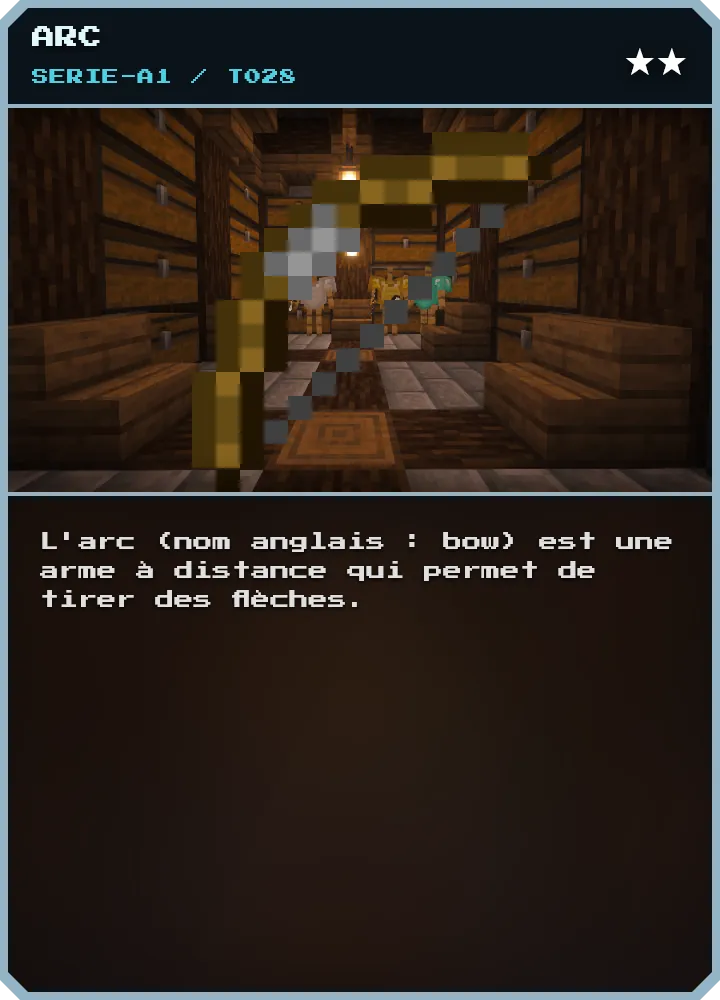 ARC
SERIE-A1 / T028
L'arc (nom anglais : bow) est une
arme à distance qui permet de
tirer des flèches.